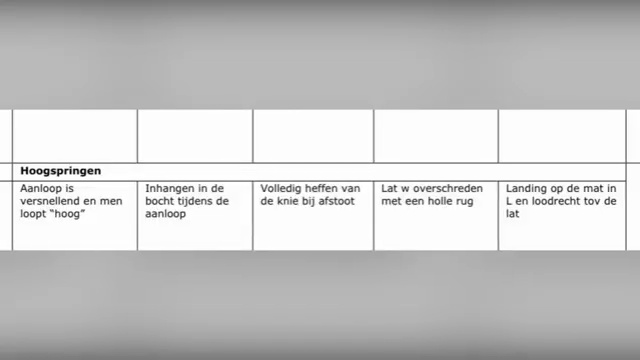 Hoogspringen
Aanloop is
versnellend en men
loopt “hoog”
Inhangen in de
bocht tijdens de
aanloop
Volledig heffen van
de knie bij afstoot
Lat w overschreden
met een holle rug
Landing op de mat in
L en loodrecht tov de
lat